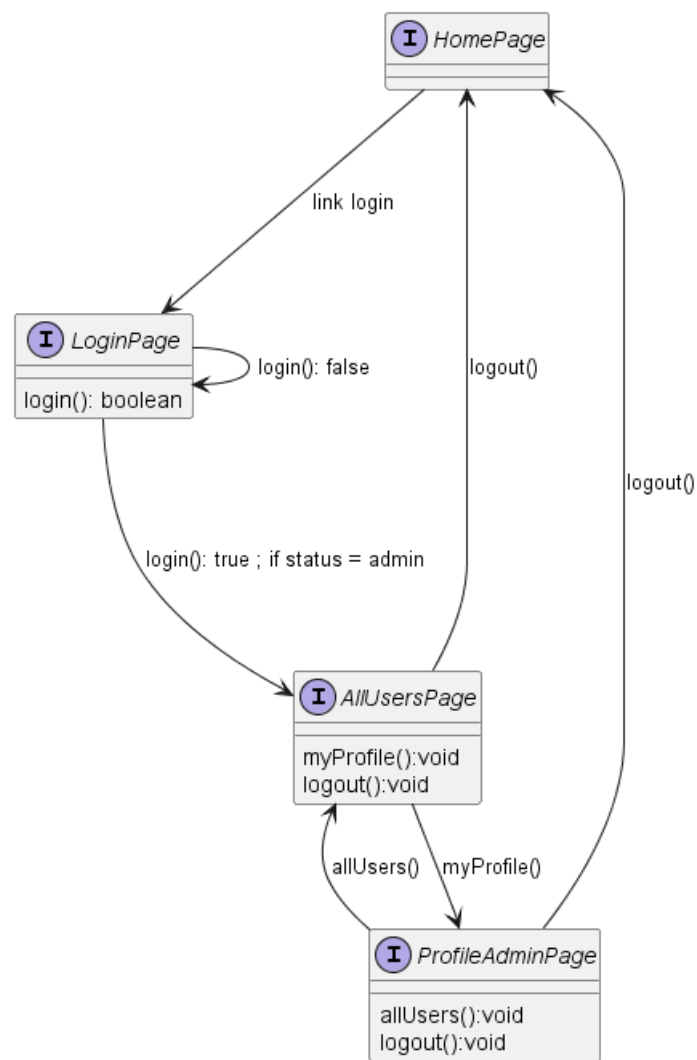 I HomePage
link login
I LoginPage
login(): boolean
login(): false
logout()
logout()
login(): true ; if status = admin
I AllUsersPage
myProfile():void
logout():void
allUsers()
myProfile()
I ProfileAdminPage
allUsers():void
logout():void